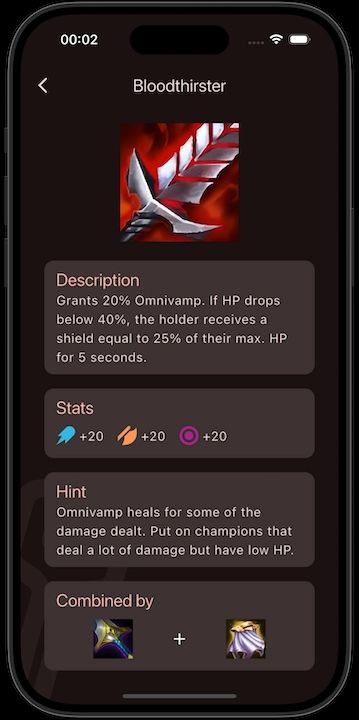 00:02
Bloodthirster
Description
Grants 20% Omnivamp. If HP drops
below 40%, the holder receives a
shield equal to 25% of their max. HP
for 5 seconds.
Stats
+20 +20 +20
Hint
Omnivamp heals for some of the
damage dealt. Put on champions that
deal a lot of damage but have low HP.
Combined by
+